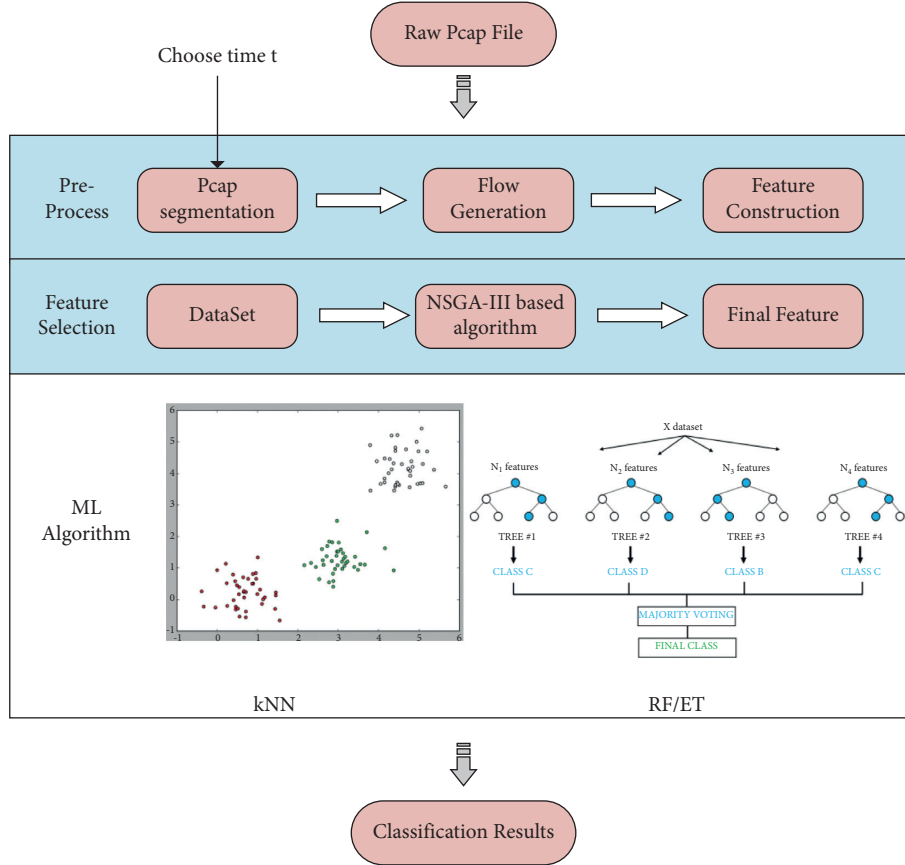 Raw Pcap File
Choose time t
Pre-
Process
Pcap
segmentation
Flow
Generation
Feature
Construction
Feature
Selection
DataSet
NSGA-III based
algorithm
Final Feature
ML
Algorithm
6
5
4
3
2
1
0
-1
-1 0 1 2 3 4 5 6
kNN
X dataset
N1 features N2 features N3 features N4 features
TREE #1 TREE #2 TREE #3 TREE #4
CLASS C CLASS D CLASS B CLASS C
MAJORITY VOTING
FINAL CLASS
RF/ET
Classification Results